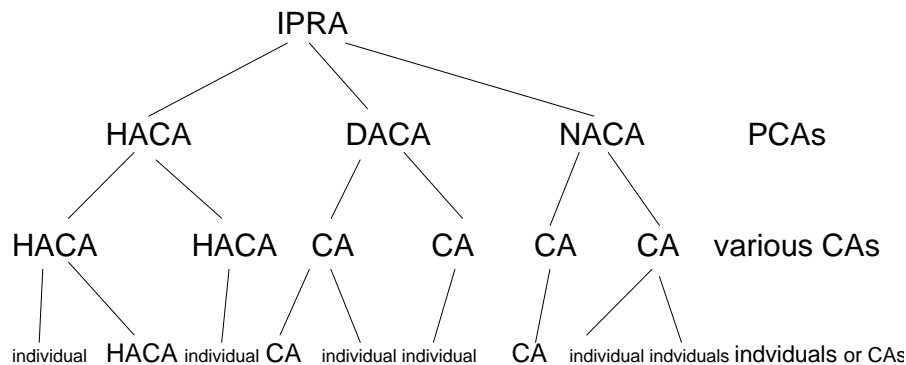 IPRA
HACA DACA NACA PCAs
HACA HACA CA CA CA CA various CAs
individual HACA individual CA individual individual CA individual indviduals indviduals or CAs